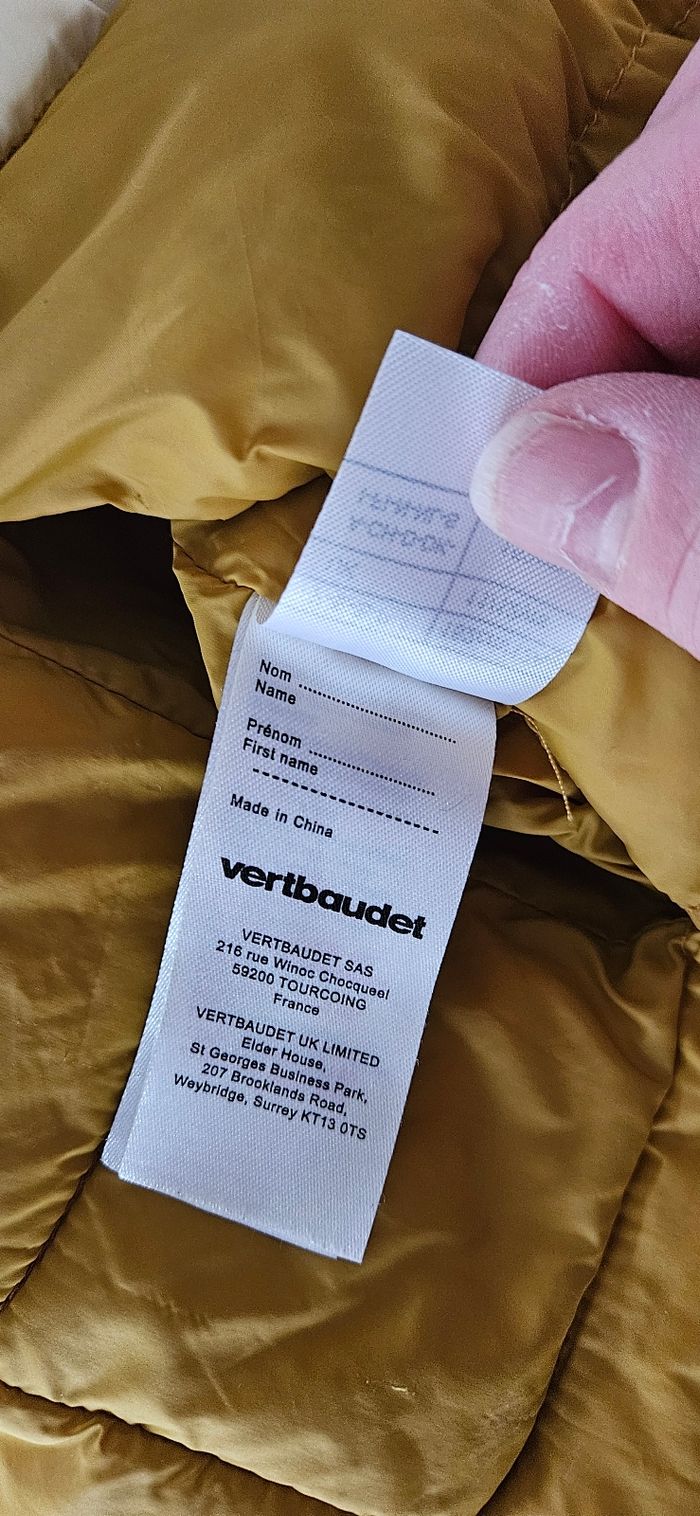 Nom ................................
Name
Prénom ..........................
First name
Made in China
vertbaudet
VERTBAUDET SAS
216 rue Winoc Chocqueel
59200 TOURCOING
France
VERTBAUDET UK LIMITED
Elder House,
St Georges Business Park,
207 Brooklands Road,
Weybridge, Surrey KT13 0TS